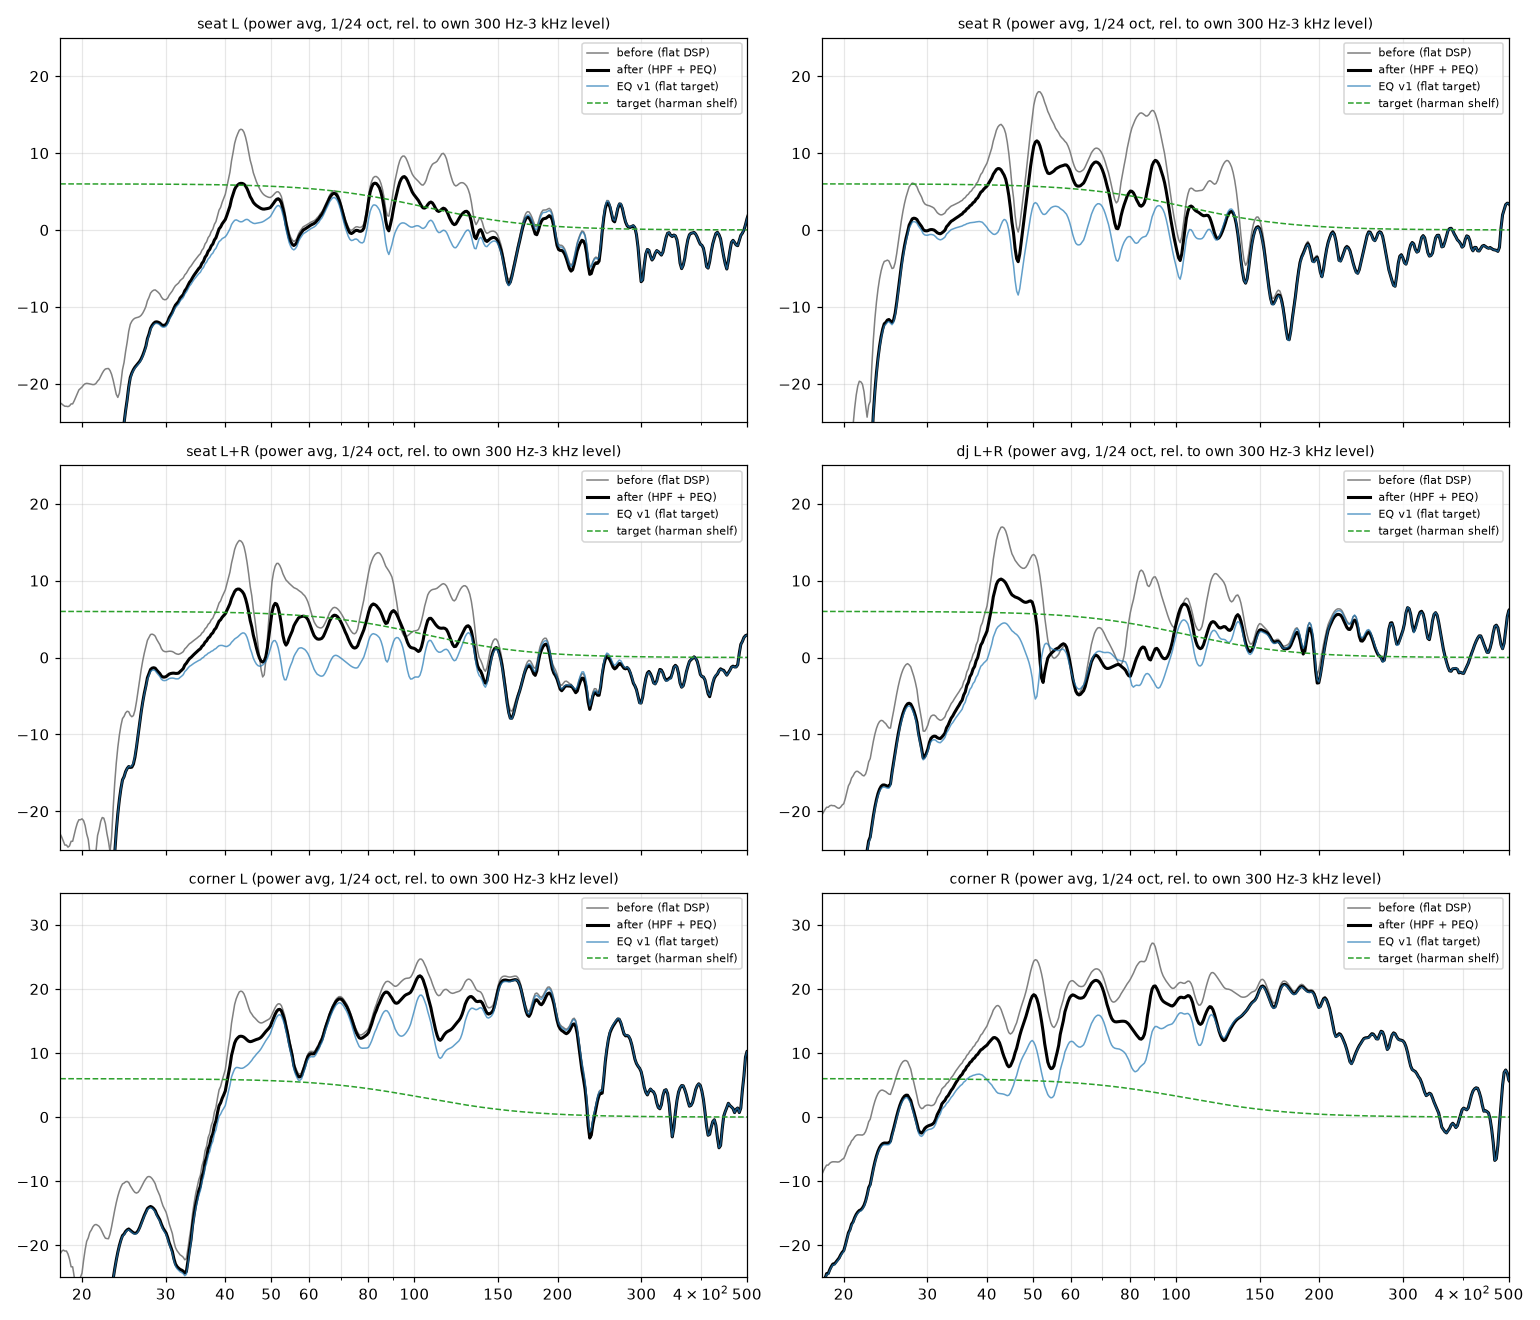 seat L (power avg, 1/24 oct, rel. to own 300 Hz-3 kHz level)
before (flat DSP)
after (HPF + PEQ)
EQ v1 (flat target)
target (harman shelf)
20
10
0
−10
−20
seat R (power avg, 1/24 oct, rel. to own 300 Hz-3 kHz level)
before (flat DSP)
after (HPF + PEQ)
EQ v1 (flat target)
target (harman shelf)
20
10
0
−10
−20
seat L+R (power avg, 1/24 oct, rel. to own 300 Hz-3 kHz level)
before (flat DSP)
after (HPF + PEQ)
EQ v1 (flat target)
target (harman shelf)
20
10
0
−10
−20
dj L+R (power avg, 1/24 oct, rel. to own 300 Hz-3 kHz level)
before (flat DSP)
after (HPF + PEQ)
EQ v1 (flat target)
target (harman shelf)
20
10
0
−10
−20
corner L (power avg, 1/24 oct, rel. to own 300 Hz-3 kHz level)
before (flat DSP)
after (HPF + PEQ)
EQ v1 (flat target)
target (harman shelf)
30
20
10
0
−10
−20
20 30 40 50 60 80 100 150 200 300 4 × 10² 500
corner R (power avg, 1/24 oct, rel. to own 300 Hz-3 kHz level)
before (flat DSP)
after (HPF + PEQ)
EQ v1 (flat target)
target (harman shelf)
30
20
10
0
−10
−20
20 30 40 50 60 80 100 150 200 300 4 × 10² 500